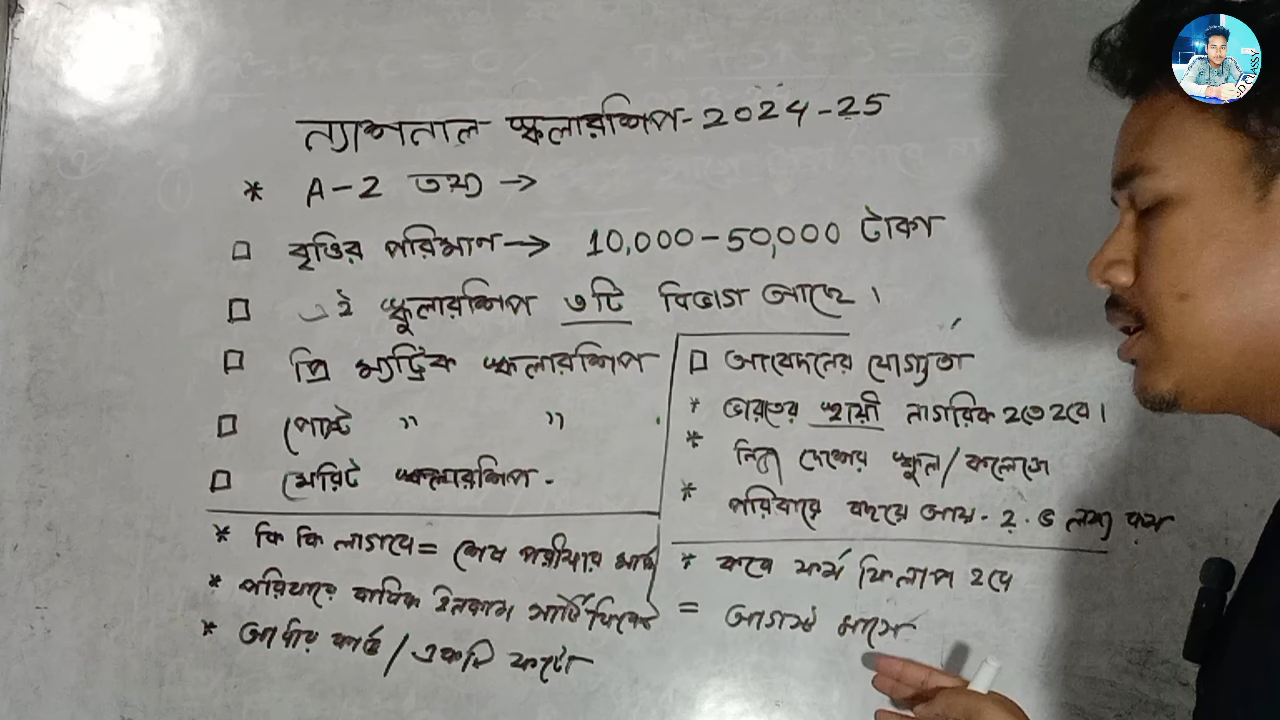 ন্যাশনাল স্কলারশিপ-2024-25
* A-2 তথ্য →
□ বৃত্তির পরিমাণ → 10,000-50,000 টাকা
□ এই স্কুলারশিপ ৩টি বিভাগ আছে।
□ প্রি ম্যাট্রিক স্কলারশিপ
□ পোষ্ট " "
□ মেরিট স্কলারশিপ -
* কি কি লাগবে = শেষ পরীক্ষার মার্ক
* পরিবারের বার্ষিক ইনকাম সার্টিফিকেট
* আধার কার্ড / একটি ফটো
□ আবেদনের যোগ্যতা
* ভারতের স্থায়ী নাগরিক হতে হবে।
* নিজ দেশের স্কুল/কলেজে
* পরিবারে বছরে আয় - 2.৫ লক্ষ কম
* কবে ফর্ম ফিলাপ হবে
= আগস্ট মাসে
CLASSY